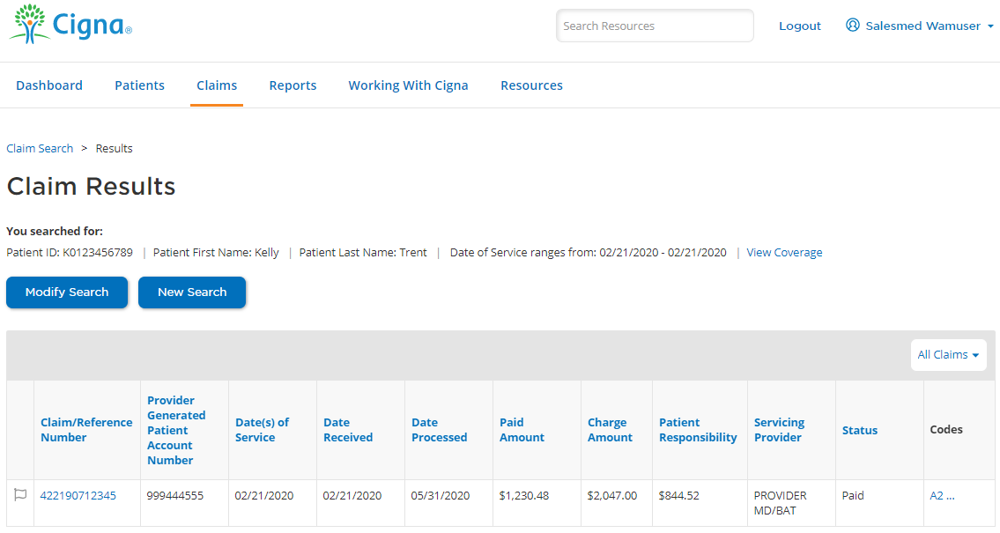 Cigna®
Search Resources
Logout
Salesmed Wamuser
Dashboard Patients Claims Reports Working With Cigna Resources
Claim Search > Results
Claim Results
You searched for:
Patient ID: K0123456789 | Patient First Name: Kelly | Patient Last Name: Trent | Date of Service ranges from: 02/21/2020 - 02/21/2020 | View Coverage
Modify Search New Search
All Claims
Claim/Reference
Number
Provider
Generated
Patient
Account
Number
Date(s) of
Service
Date
Received
Date
Processed
Paid
Amount
Charge
Amount
Patient
Responsibility
Servicing
Provider
Status
Codes
422190712345 999444555 02/21/2020 02/21/2020 05/31/2020 $1,230.48 $2,047.00 $844.52 PROVIDER Paid A2 ...
MD/BAT